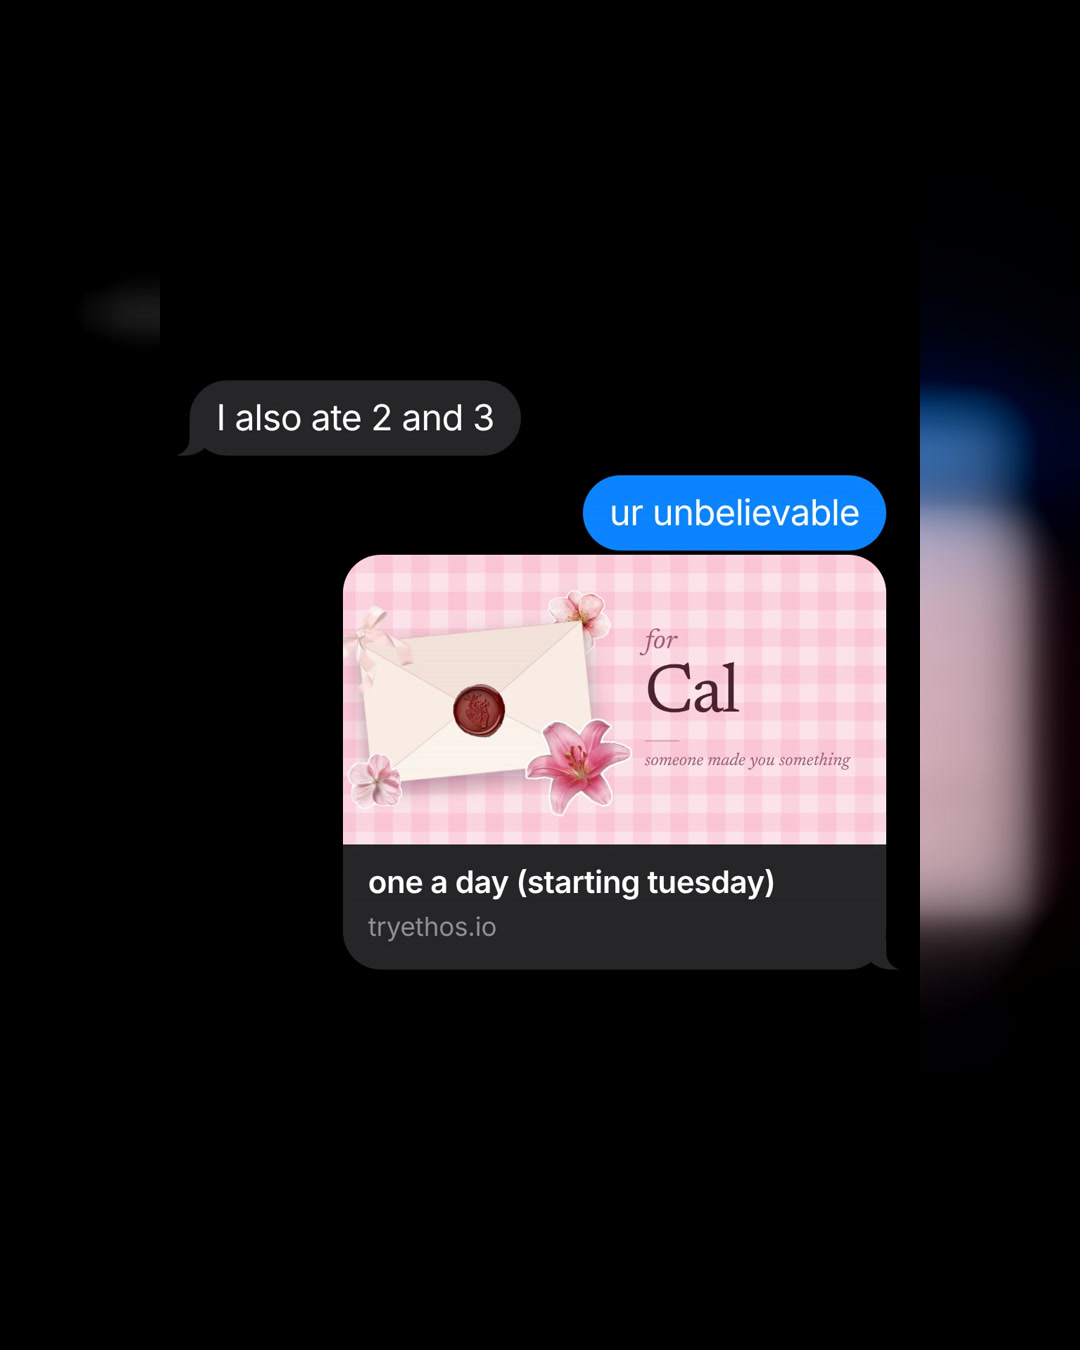 I also ate 2 and 3
ur unbelievable
for
Cal
someone made you something
one a day (starting tuesday)
tryethos.io